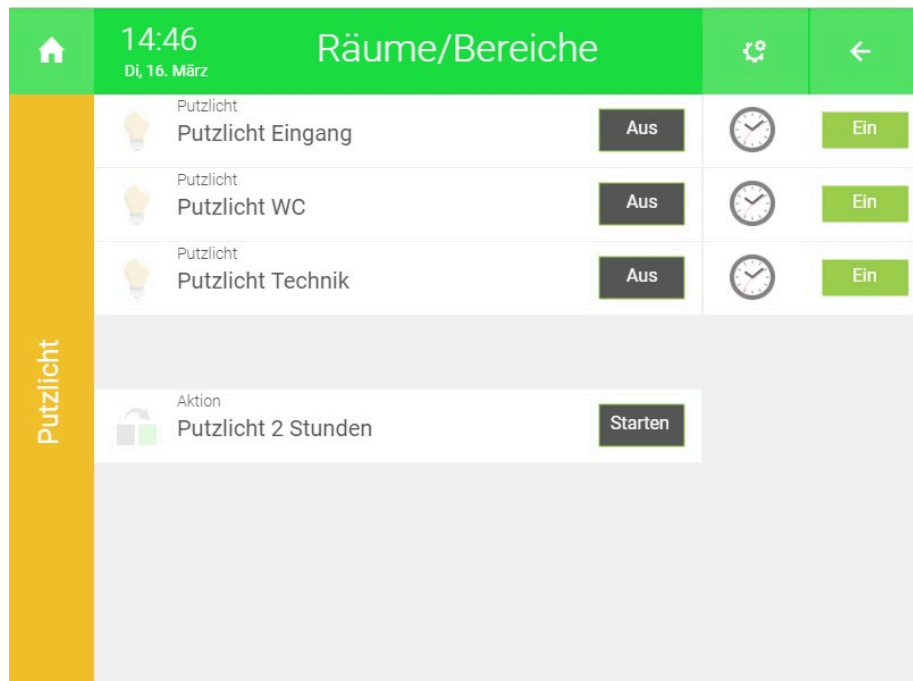 14:46
Di, 16. März
Räume/Bereiche
Putzlicht
Putzlicht
Putzlicht Eingang
Aus
Ein
Putzlicht
Putzlicht WC
Aus
Ein
Putzlicht
Putzlicht Technik
Aus
Ein
Aktion
Putzlicht 2 Stunden
Starten